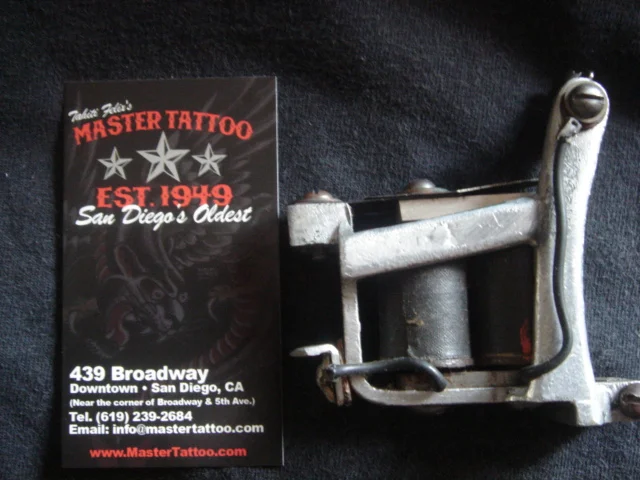 Tahiti Felix's
MASTER TATTOO
EST. 1949
San Diego's Oldest
439 Broadway
Downtown • San Diego, CA
(Near the corner of Broadway & 5th Ave.)
Tel. (619) 239-2684
Email: info@mastertattoo.com
www.MasterTattoo.com